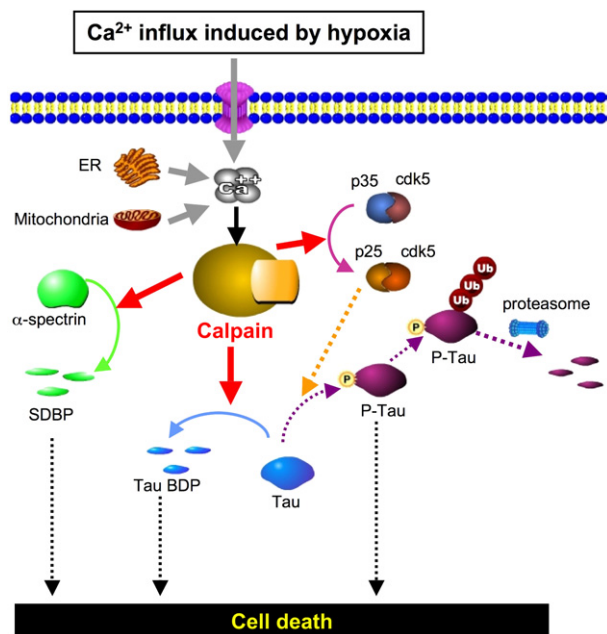 Ca²⁺ influx induced by hypoxia
ER
Ca⁺⁺
Mitochondria
p35 cdk5
p25 cdk5
Ub
Ub
Ub
proteasome
α-spectrin
Calpain
P
P-Tau
P
P-Tau
SDBP
Tau BDP
Tau
Cell death